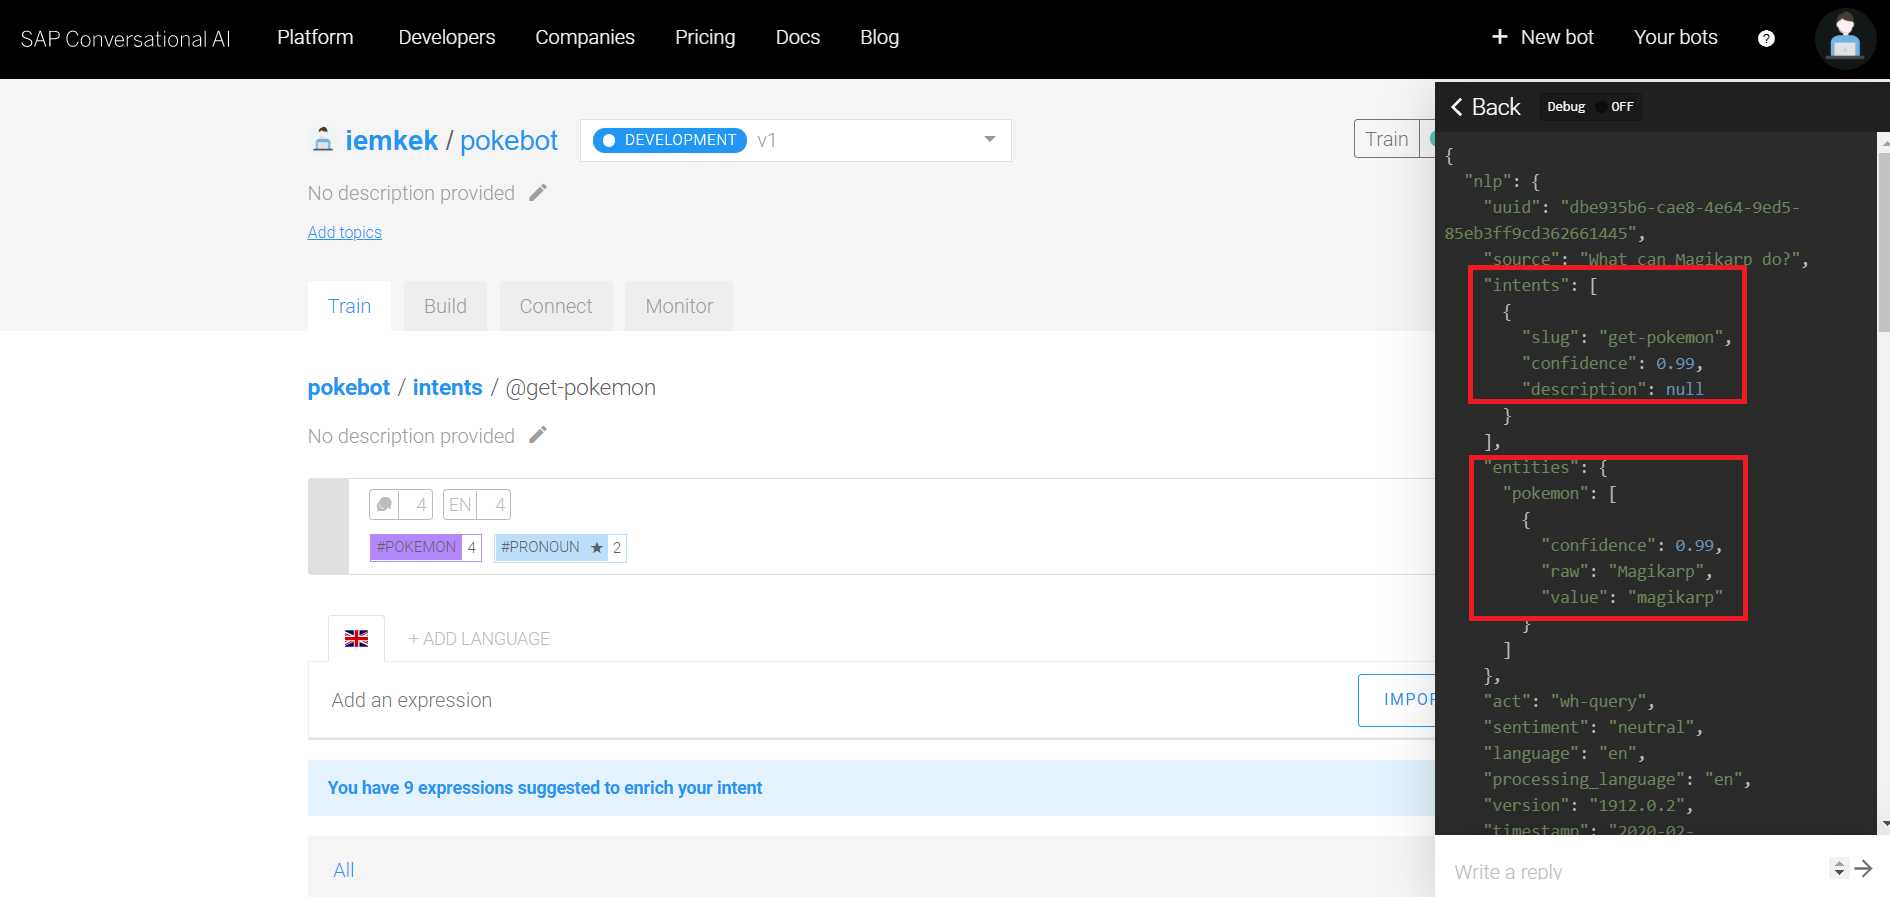 SAP Conversational AI Platform Developers Companies Pricing Docs Blog + New bot Your bots ?
iemkek / pokebot DEVELOPMENT v1 Train
No description provided
Add topics
Train Build Connect Monitor
pokebot / intents / @get-pokemon
No description provided
4 EN 4
#POKEMON 4 #PRONOUN ★ 2
+ ADD LANGUAGE
Add an expression IMPOR
You have 9 expressions suggested to enrich your intent
All
Back Debug OFF
{
"nlp": {
"uuid": "dbe935b6-cae8-4e64-9ed5-
85eb3ff9cd362661445",
"source": "What can Magikarp do?",
"intents": [
{
"slug": "get-pokemon",
"confidence": 0.99,
"description": null
}
],
"entities": {
"pokemon": [
{
"confidence": 0.99,
"raw": "Magikarp",
"value": "magikarp"
}
]
},
"act": "wh-query",
"sentiment": "neutral",
"language": "en",
"processing_language": "en",
"version": "1912.0.2",
"timestamp": "2020-02-
Write a reply